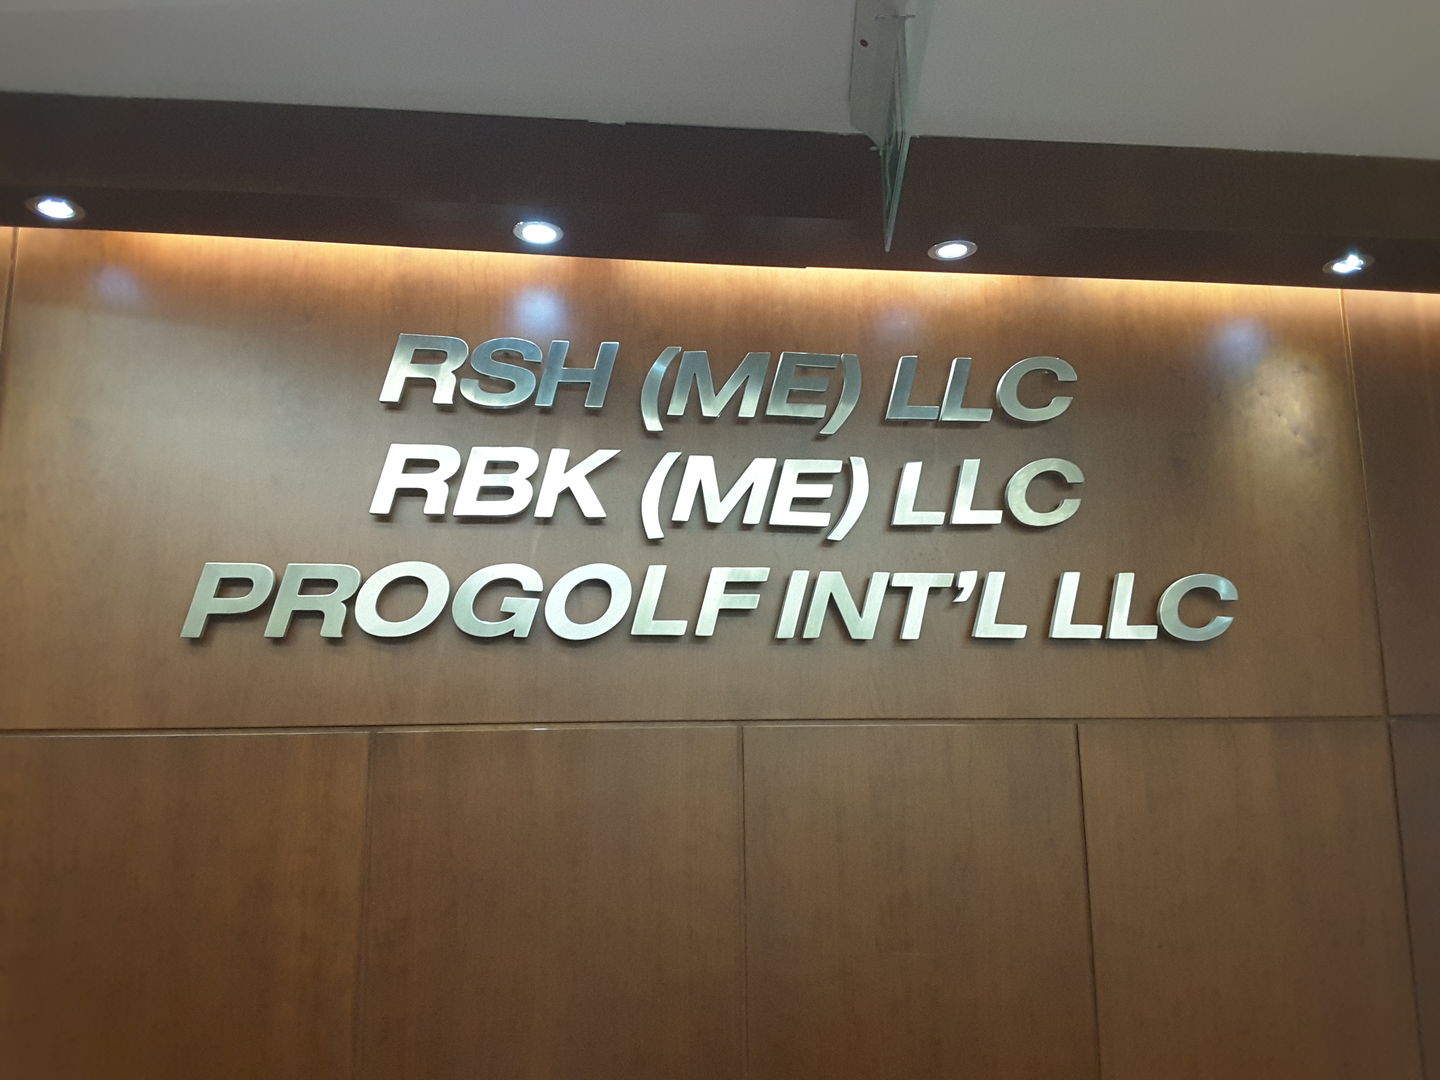 RSH (ME) LLC
RBK (ME) LLC
PROGOLF INT'L LLC